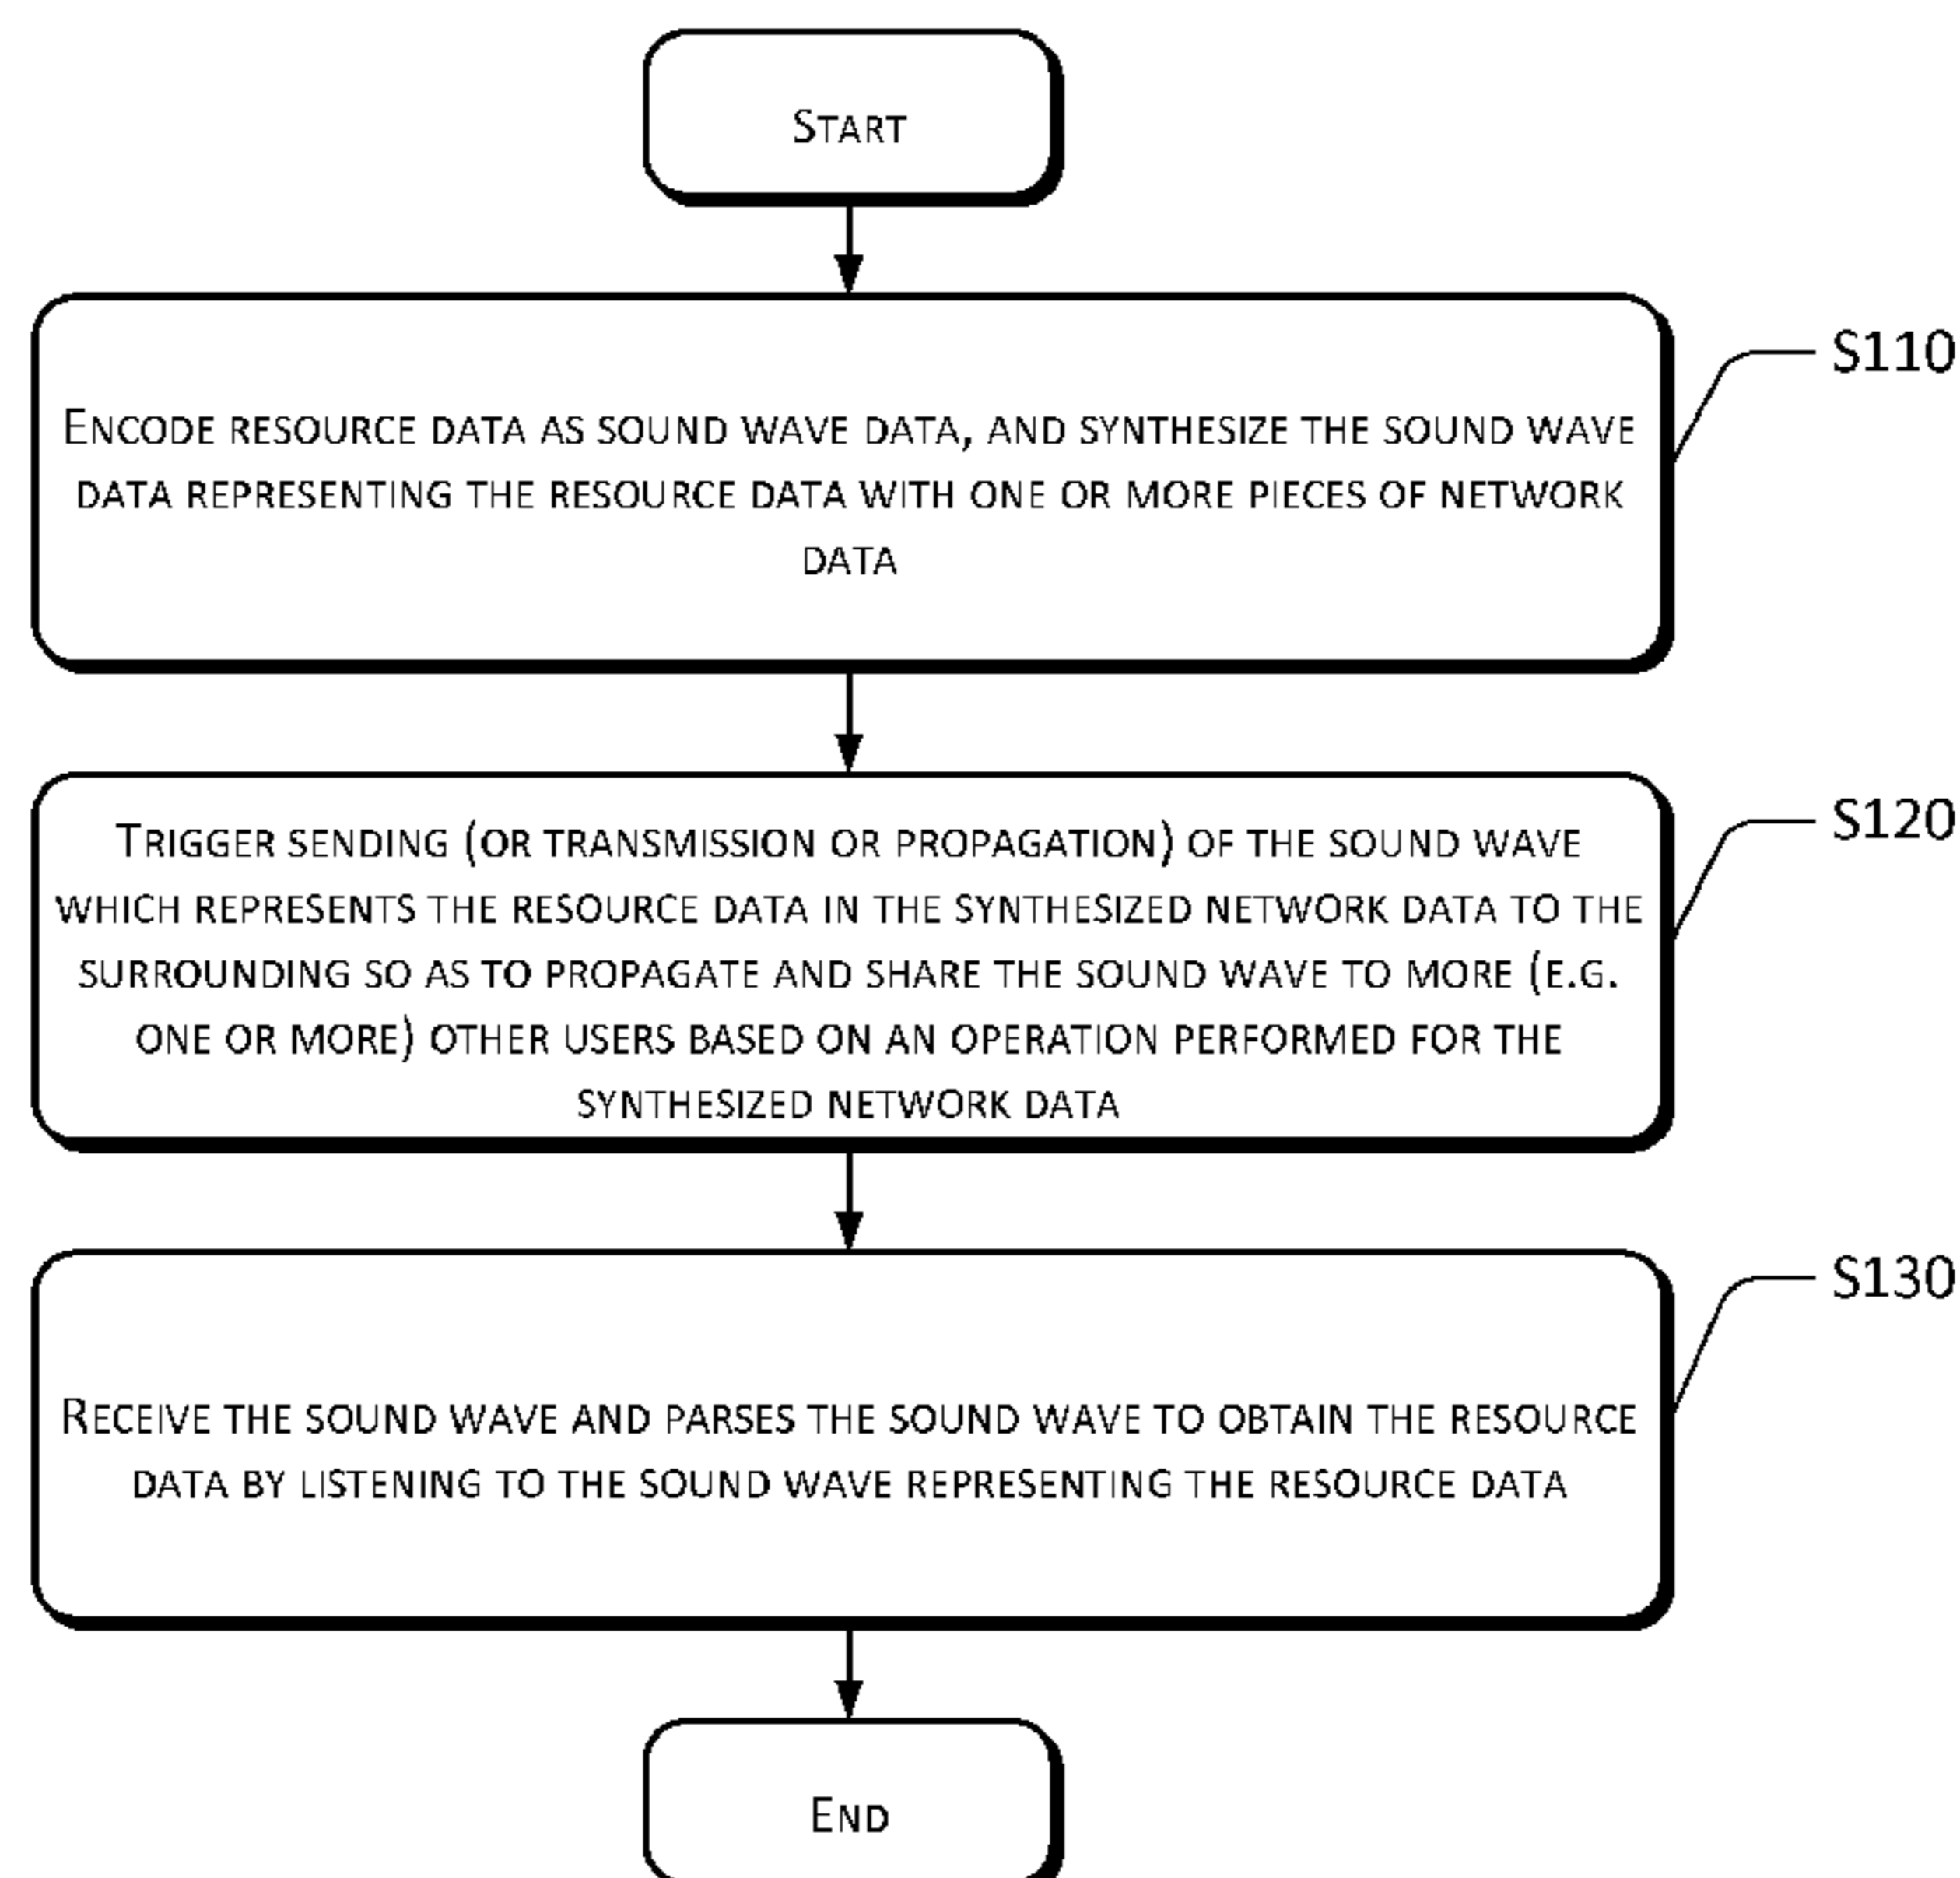 Start
S110
Encode resource data as sound wave data, and synthesize the sound wave
data representing the resource data with one or more pieces of network
data
S120
Trigger sending (or transmission or propagation) of the sound wave
which represents the resource data in the synthesized network data to the
surrounding so as to propagate and share the sound wave to more (e.g.
one or more) other users based on an operation performed for the
synthesized network data
S130
Receive the sound wave and parses the sound wave to obtain the resource
data by listening to the sound wave representing the resource data
End